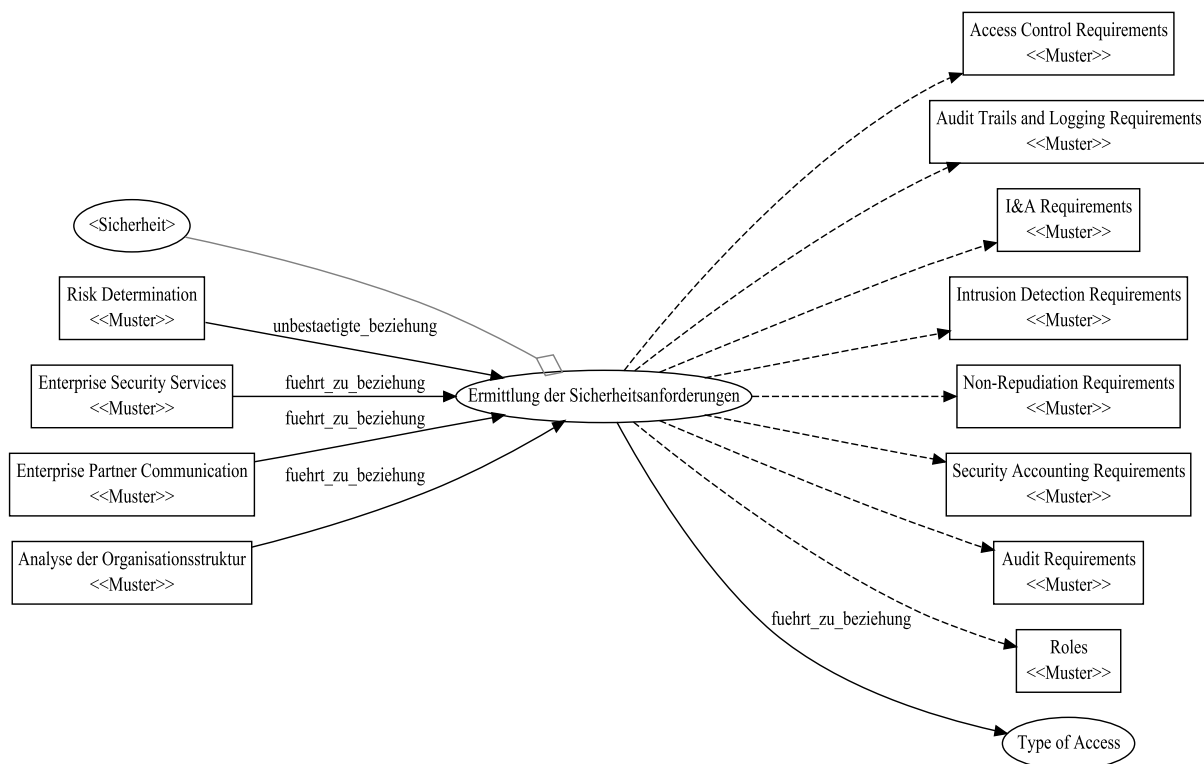 Access Control Requirements
<<Muster>>
Audit Trails and Logging Requirements
<<Muster>>
I&A Requirements
<<Muster>>
<Sicherheit>
Risk Determination
<<Muster>>
unbestaetigte_beziehung
Intrusion Detection Requirements
<<Muster>>
Enterprise Security Services
<<Muster>>
fuehrt_zu_beziehung
fuehrt_zu_beziehung
Ermittlung der Sicherheitsanforderungen
Non-Repudiation Requirements
<<Muster>>
Enterprise Partner Communication
<<Muster>>
fuehrt_zu_beziehung
Security Accounting Requirements
<<Muster>>
Analyse der Organisationsstruktur
<<Muster>>
Audit Requirements
<<Muster>>
fuehrt_zu_beziehung
Roles
<<Muster>>
Type of Access